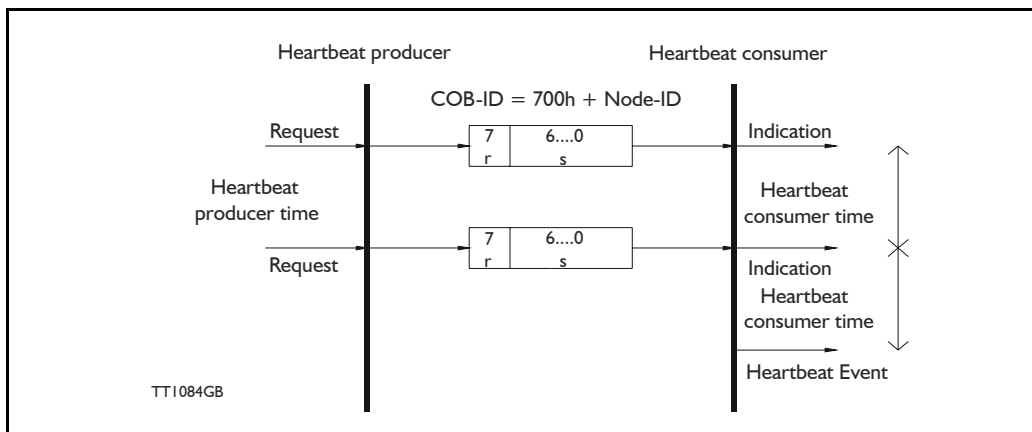 Heartbeat producer
Heartbeat consumer
COB-ID = 700h + Node-ID
Request
7
6....0
r
s
Indication
Heartbeat
producer time
Heartbeat
consumer time
Request
7
6....0
r
s
Indication
Heartbeat
consumer time
Heartbeat Event
TT1084GB